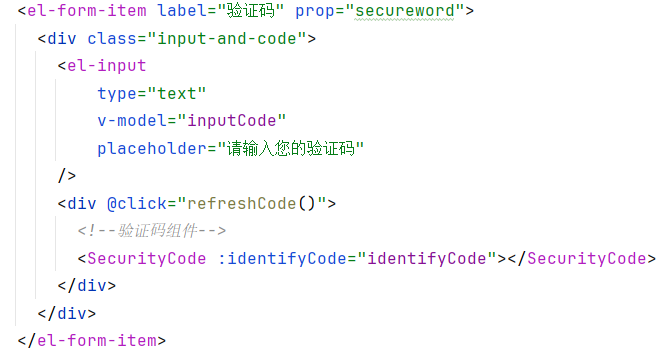 <el-form-item label="验证码" prop="secureword">
<div class="input-and-code">
<el-input
type="text"
v-model="inputCode"
placeholder="请输入您的验证码"
/>
<div @click="refreshCode()">
<!--验证码组件-->
<SecurityCode :identifyCode="identifyCode"></SecurityCode>
</div>
</div>
</el-form-item>